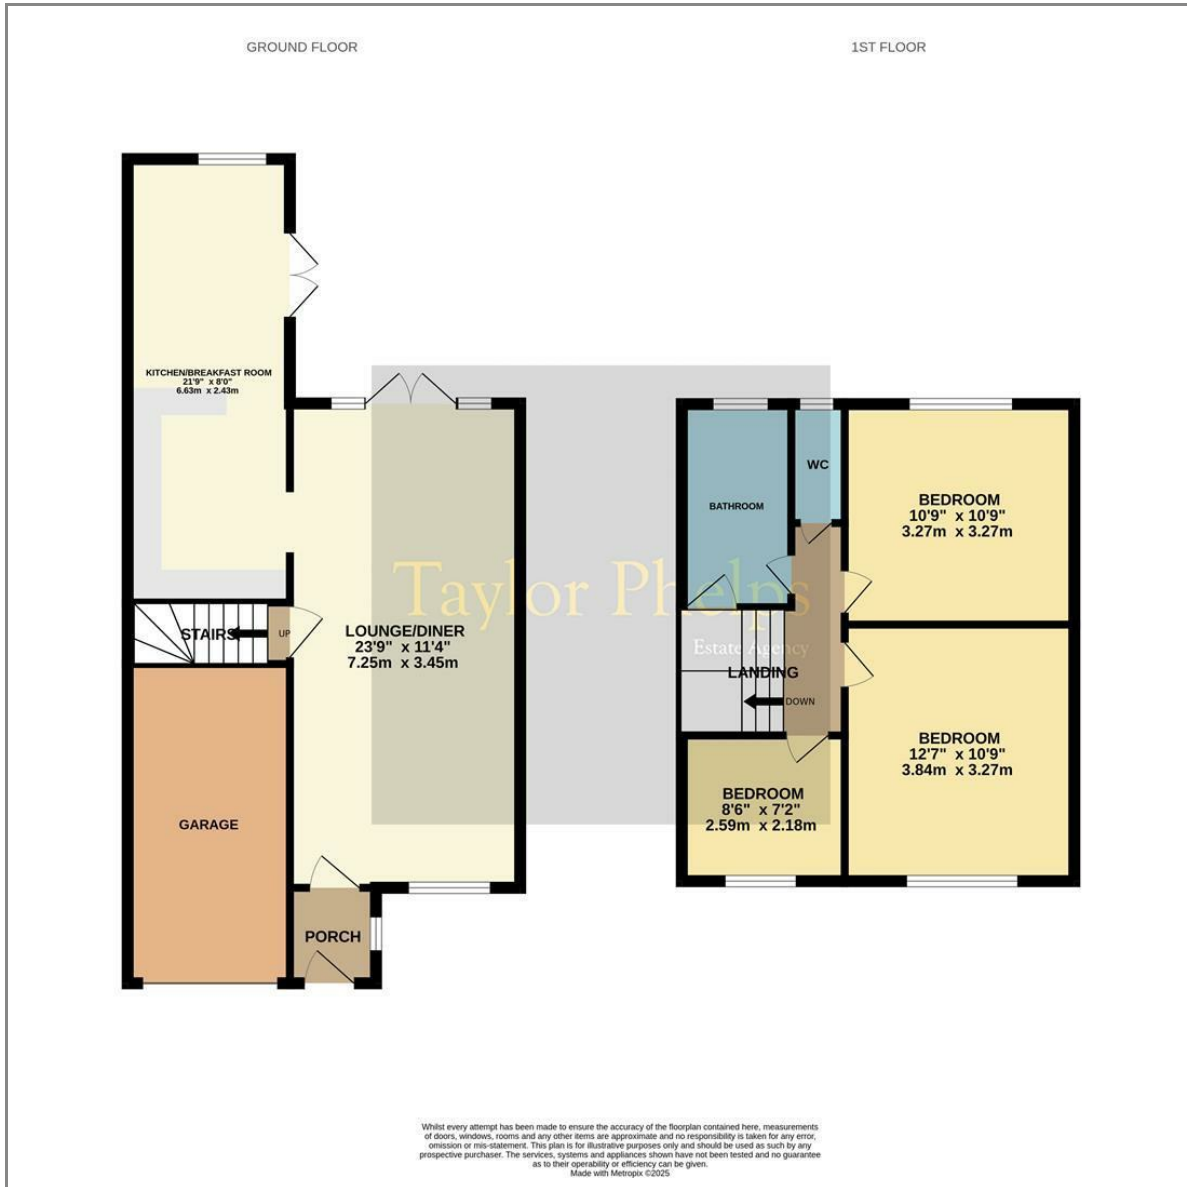 GROUND FLOOR
1ST FLOOR
KITCHEN/BREAKFAST ROOM
21'9" x 8'0"
6.63m x 2.43m
STAIRS
UP
LOUNGE/DINER
23'9" x 11'4"
7.25m x 3.45m
GARAGE
PORCH
BATHROOM
WC
BEDROOM
10'9" x 10'9"
3.27m x 3.27m
Taylor Phelps
Estate Agency
LANDING
DOWN
BEDROOM
12'7" x 10'9"
3.84m x 3.27m
BEDROOM
8'6" x 7'2"
2.59m x 2.18m
Whilst every attempt has been made to ensure the accuracy of the floorplan contained here, measurements
of doors, windows, rooms and any other items are approximate and no responsibility is taken for any error,
omission or mis-statement. This plan is for illustrative purposes only and should be used as such by any
prospective purchaser. The services, systems and appliances shown have not been tested and no guarantee
as to their operability or efficiency can be given.
Made with Metropix ©2025